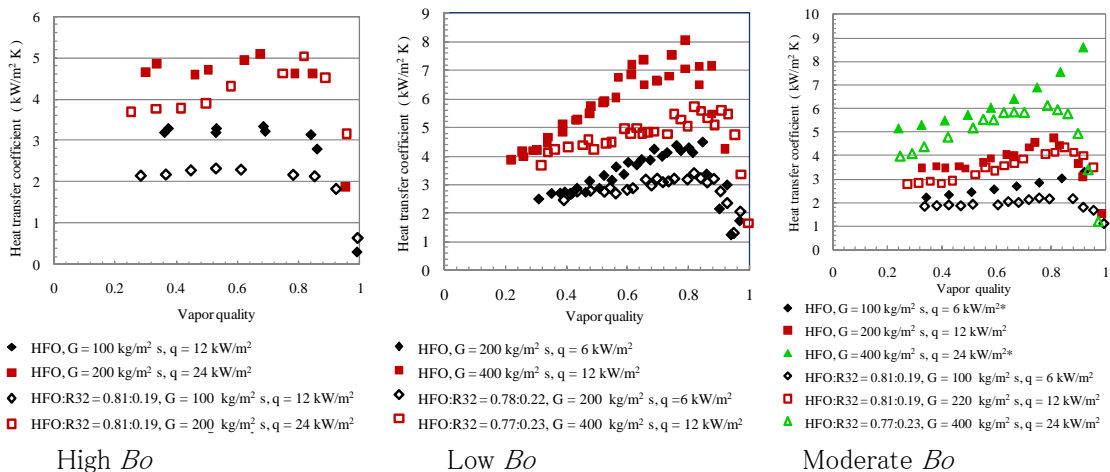 Heat transfer coefficient ( kW/m² K )
6
5
4
3
2
1
0
0 0.2 0.4 0.6 0.8 1
Vapor quality
HFO, G = 100 kg/m² s, q = 12 kW/m²
HFO, G = 200 kg/m² s, q = 24 kW/m²
HFO:R32 = 0.81:0.19, G = 100 kg/m² s, q = 12 kW/m²
HFO:R32 = 0.81:0.19, G = 200 kg/m² s, q = 24 kW/m²
High Bo
Heat transfer coefficient ( kW/m² K )
9
8
7
6
5
4
3
2
1
0
0 0.2 0.4 0.6 0.8 1
Vapor quality
HFO, G = 200 kg/m² s, q = 6 kW/m²
HFO, G = 400 kg/m² s, q = 12 kW/m²
HFO:R32 = 0.78:0.22, G = 200 kg/m² s, q =6 kW/m²
HFO:R32 = 0.77:0.23, G = 400 kg/m² s, q = 12 kW/m²
Low Bo
Heat transfer coefficient ( kW/m² K )
10
9
8
7
6
5
4
3
2
1
0
0 0.2 0.4 0.6 0.8 1
Vapor quality
HFO, G = 100 kg/m² s, q = 6 kW/m²*
HFO, G = 200 kg/m² s, q = 12 kW/m²
HFO, G = 400 kg/m² s, q = 24 kW/m²*
HFO:R32 = 0.81:0.19, G = 100 kg/m² s, q = 6 kW/m²
HFO:R32 = 0.81:0.19, G = 220 kg/m² s, q = 12 kW/m²
HFO:R32 = 0.77:0.23, G = 400 kg/m² s, q = 24 kW/m²
Moderate Bo